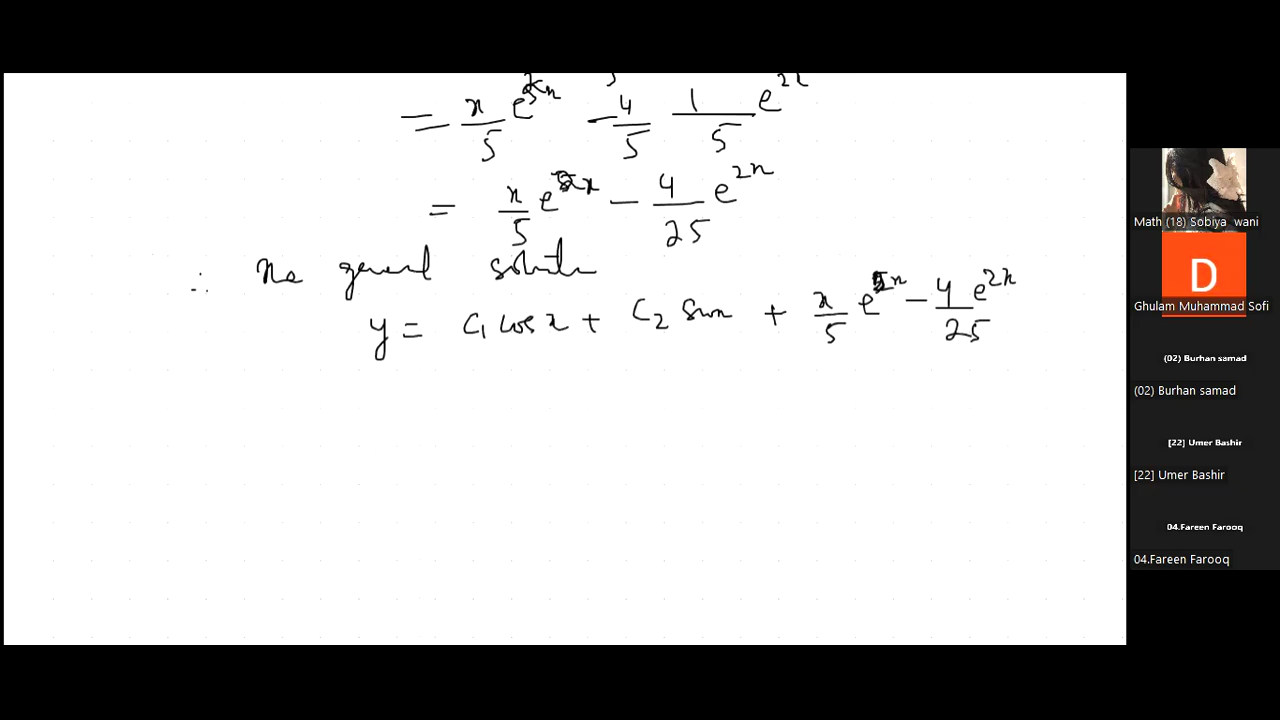 = x/5 e^2x - 4/5 1/5 e^2x
= x/5 e^2x - 4/25 e^2x
∴ The general solution
y = C1 cos x + C2 sin x + x/5 e^2x - 4/25 e^2x
Math (18) Sobiya wani
D
Ghulam Muhammad Sofi
(02) Burhan samad
(02) Burhan samad
[22] Umer Bashir
[22] Umer Bashir
04.Fareen Farooq
04.Fareen Farooq